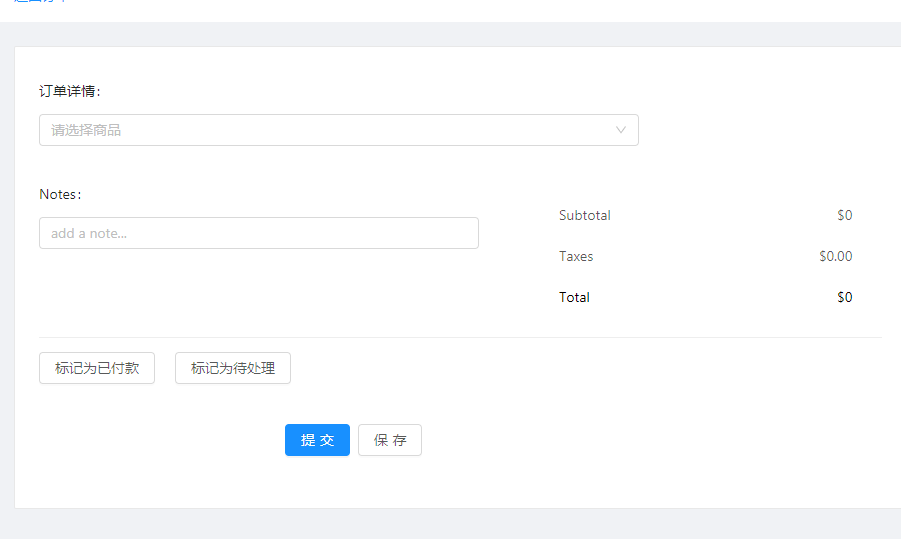 订单详情：
请选择商品
Notes：
add a note...
Subtotal $0
Taxes $0.00
Total $0
标记为已付款 标记为待处理
提 交 保 存